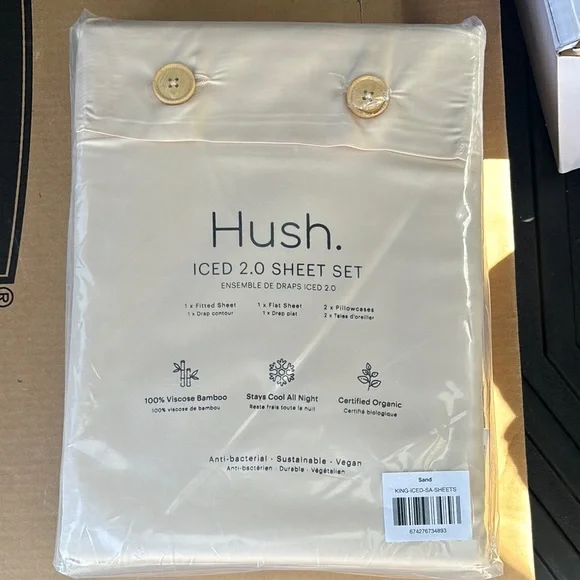 Hush.
ICED 2.0 SHEET SET
ENSEMBLE DE DRAPS ICED 2.0
1 x Fitted Sheet 1 x Flat Sheet 2 x Pillowcases
1 x Drap contour 1 x Drap plat 2 x Taies d'oreiller
100% Viscose Bamboo Stays Cool All Night Certified Organic
100% viscose de bambou Reste frais toute la nuit Certifié biologique
Anti-bacterial · Sustainable · Vegan
Anti-bactérien · Durable · Végétalien
Sand
KING-ICED-SA-SHEETS
674276734893
®